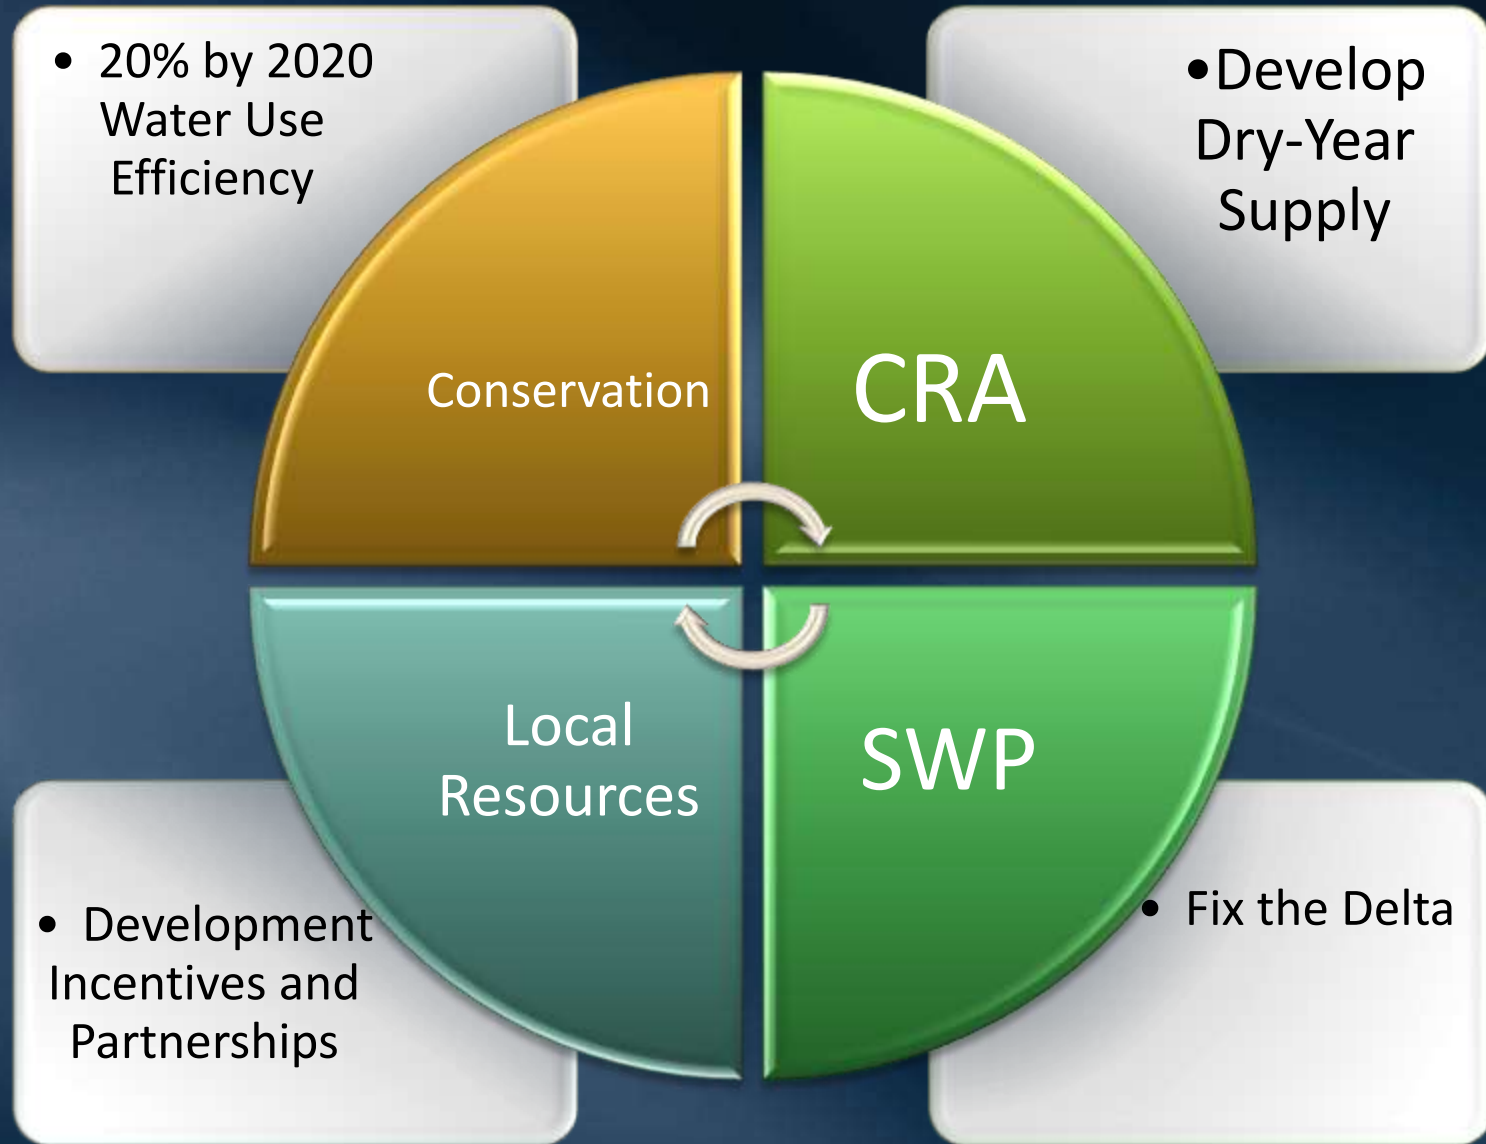 • 20% by 2020
Water Use
Efficiency
•Develop
Dry-Year
Supply
Conservation
CRA
Local
Resources
SWP
• Development
Incentives and
Partnerships
• Fix the Delta